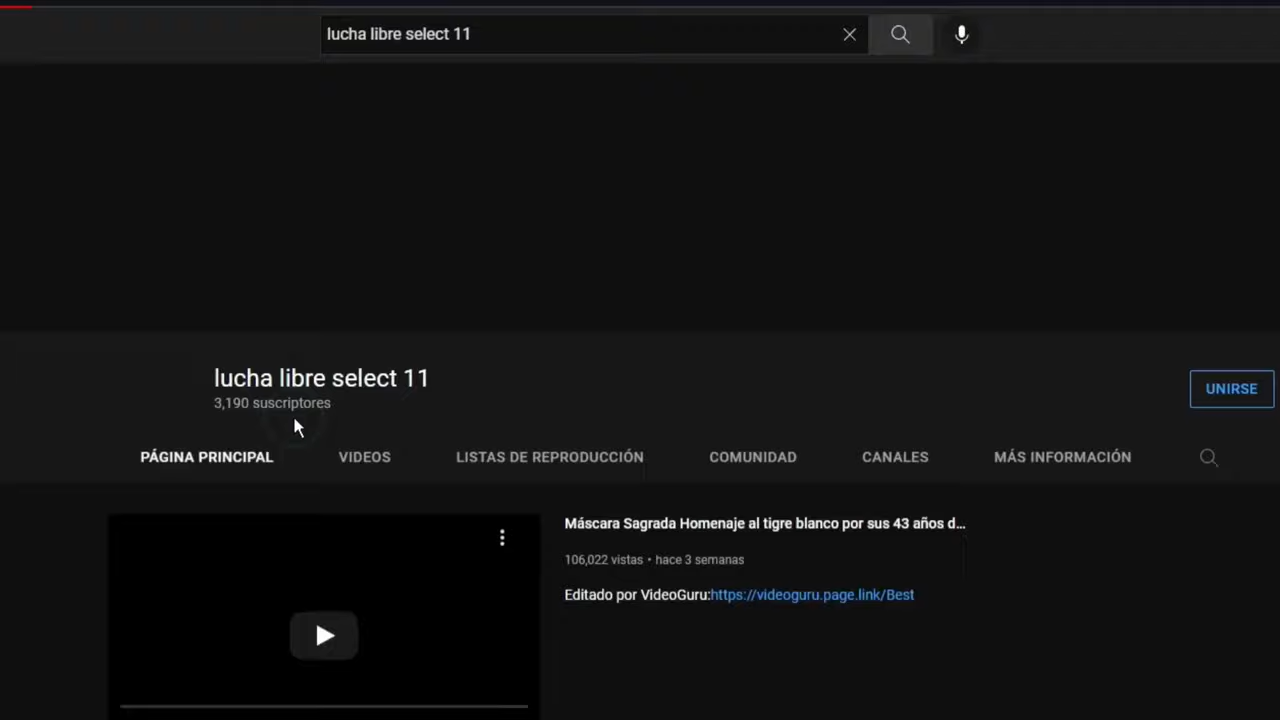 lucha libre select 11
lucha libre select 11
3,190 suscriptores
UNIRSE
PÁGINA PRINCIPAL VIDEOS LISTAS DE REPRODUCCIÓN COMUNIDAD CANALES MÁS INFORMACIÓN
Máscara Sagrada Homenaje al tigre blanco por sus 43 años d...
106,022 vistas • hace 3 semanas
Editado por VideoGuru:https://videoguru.page.link/Best